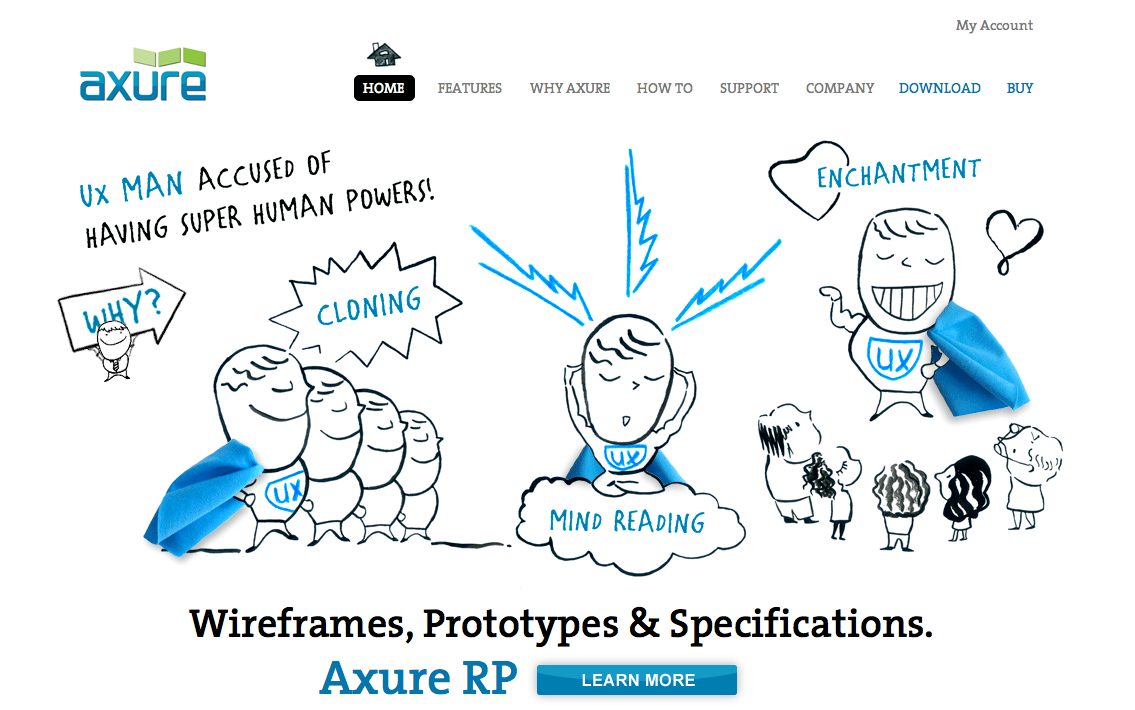 My Account
axure
HOME
FEATURES
WHY AXURE
HOW TO
SUPPORT
COMPANY
DOWNLOAD
BUY
UX MAN ACCUSED OF
HAVING SUPER HUMAN POWERS!
ENCHANTMENT
WHY?
CLONING
UX
UX
UX
MIND READING
Wireframes, Prototypes & Specifications.
Axure RP
LEARN MORE